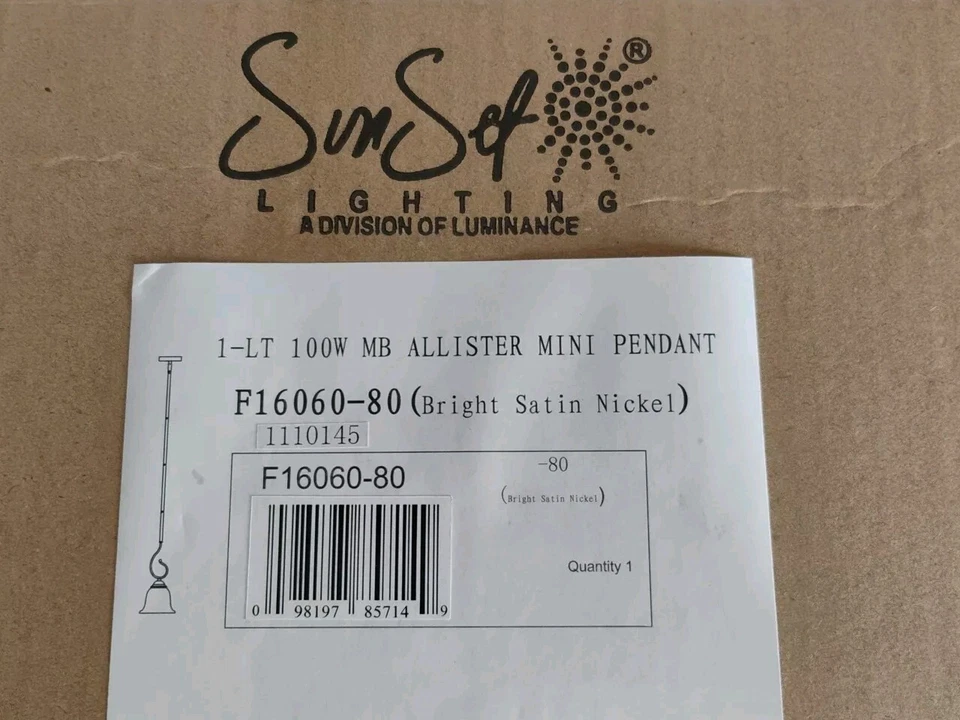 SunSet ®
LIGHTING
A DIVISION OF LUMINANCE
1-LT 100W MB ALLISTER MINI PENDANT
F16060-80 (Bright Satin Nickel)
1110145
F16060-80
-80
(Bright Satin Nickel)
Quantity 1
0 98197 85714 9